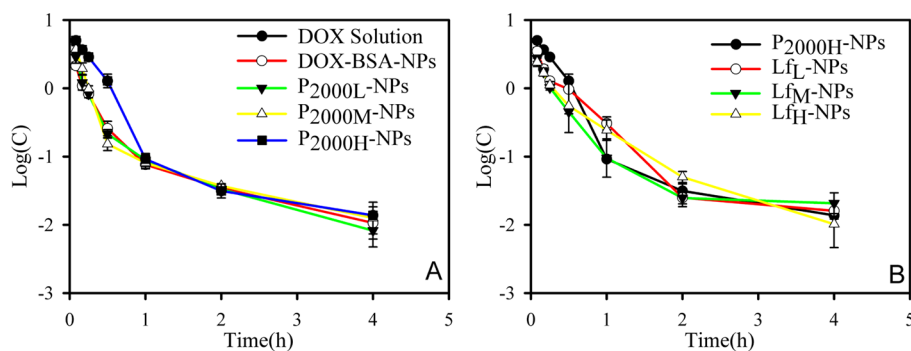 1
0
-1
-2
-3
Log(C)
0
1
2
3
4
5
Time(h)
DOX Solution
DOX-BSA-NPs
P2000L-NPs
P2000M-NPs
P2000H-NPs
A
1
0
-1
-2
-3
Log(C)
0
1
2
3
4
5
Time(h)
P2000H-NPs
LfL-NPs
LfM-NPs
LfH-NPs
B